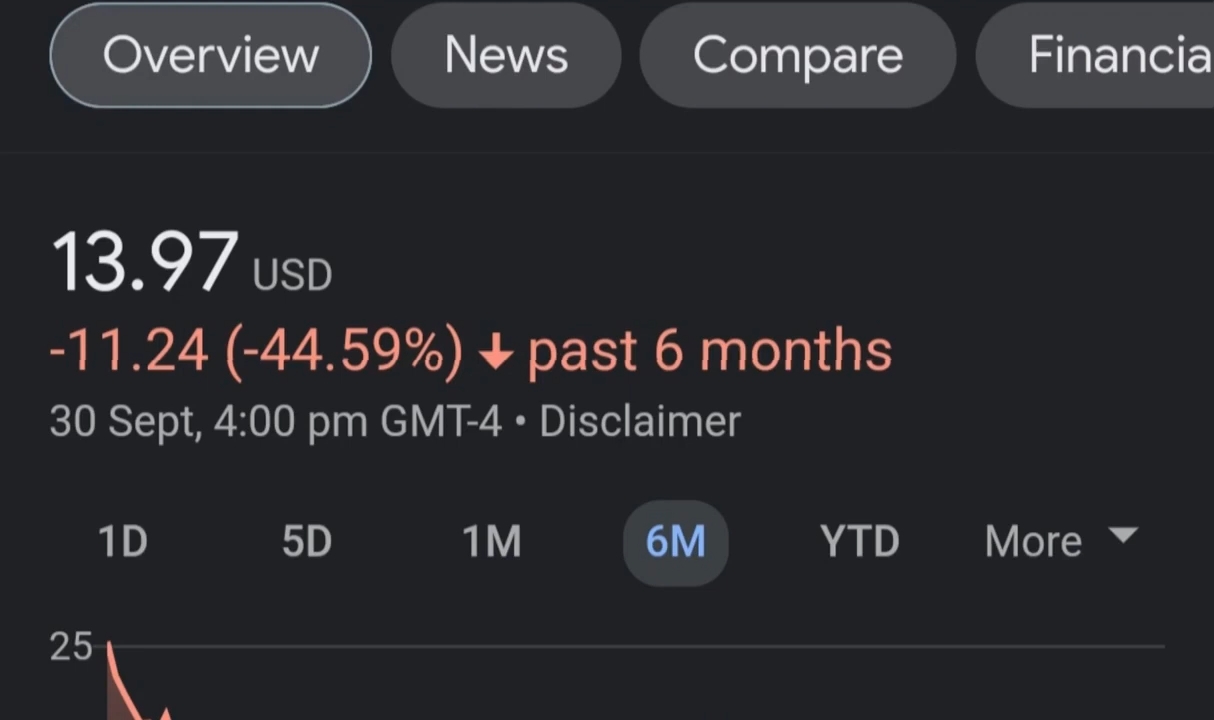 Overview News Compare Financia
13.97 USD
-11.24 (-44.59%) ↓ past 6 months
30 Sept, 4:00 pm GMT-4 • Disclaimer
1D 5D 1M 6M YTD More
25